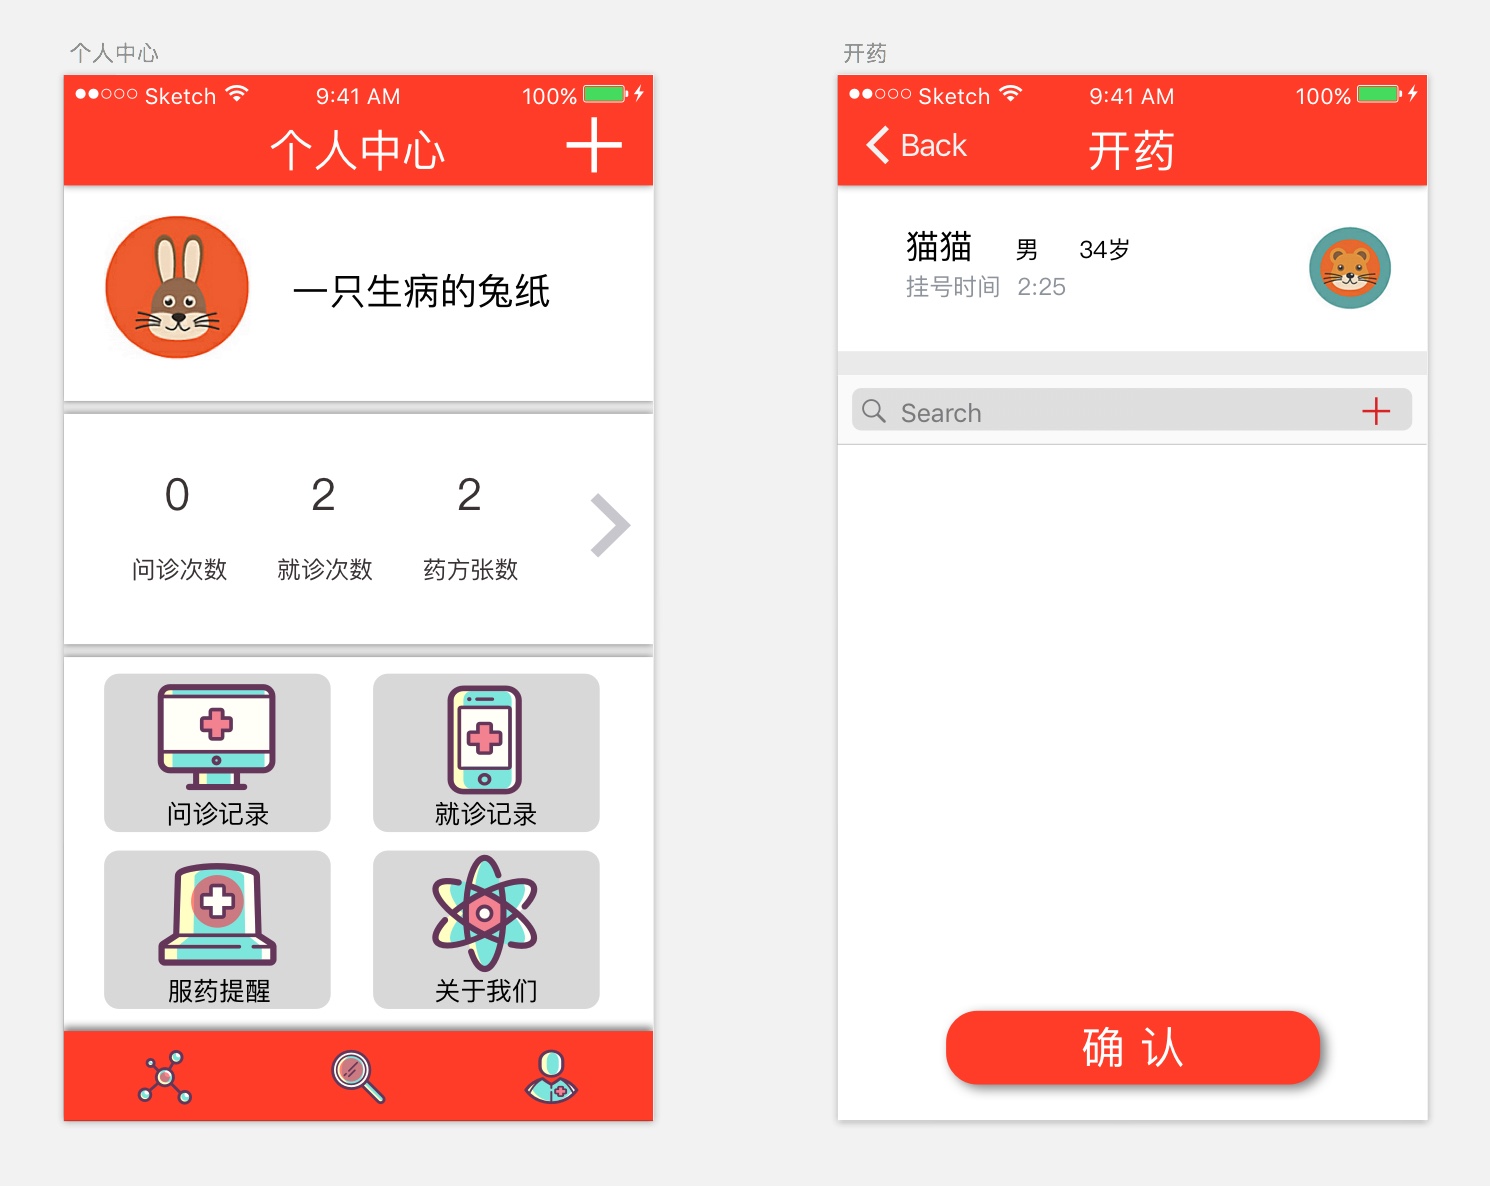 个人中心
Sketch 9:41 AM 100%
个人中心
一只生病的兔纸
0 2 2
问诊次数 就诊次数 药方张数
问诊记录 就诊记录
服药提醒 关于我们
开药
Sketch 9:41 AM 100%
Back 开药
猫猫 男 34岁
挂号时间 2:25
Search
确 认